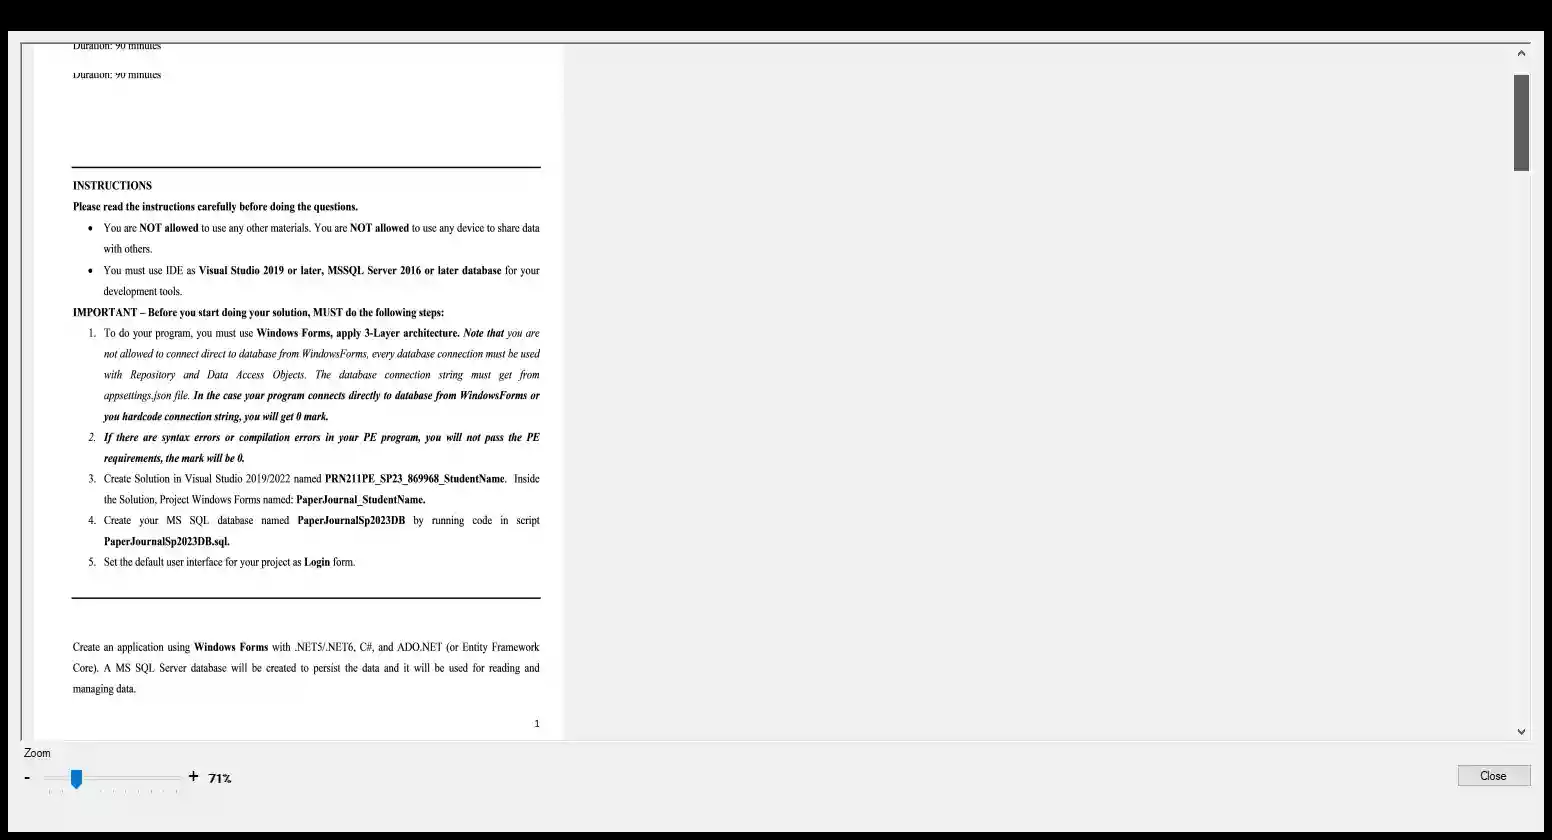 Duration: 90 minutes
Duration: 90 minutes
INSTRUCTIONS
Please read the instructions carefully before doing the questions.
• You are NOT allowed to use any other materials. You are NOT allowed to use any device to share data
with others.
• You must use IDE as Visual Studio 2019 or later, MSSQL Server 2016 or later database for your
development tools.
IMPORTANT – Before you start doing your solution, MUST do the following steps:
1. To do your program, you must use Windows Forms, apply 3-Layer architecture. Note that you are
not allowed to connect direct to database from WindowsForms, every database connection must be used
with Repository and Data Access Objects. The database connection string must get from
appsettings.json file. In the case your program connects directly to database from WindowsForms or
you hardcode connection string, you will get 0 mark.
2. If there are syntax errors or compilation errors in your PE program, you will not pass the PE
requirements, the mark will be 0.
3. Create Solution in Visual Studio 2019/2022 named PRN211PE_SP23_869968_StudentName. Inside
the Solution, Project Windows Forms named: PaperJournal_StudentName.
4. Create your MS SQL database named PaperJournalSp2023DB by running code in script
PaperJournalSp2023DB.sql.
5. Set the default user interface for your project as Login form.
Create an application using Windows Forms with .NET5/.NET6, C#, and ADO.NET (or Entity Framework
Core). A MS SQL Server database will be created to persist the data and it will be used for reading and
managing data.
1
Zoom
- + 71%
Close